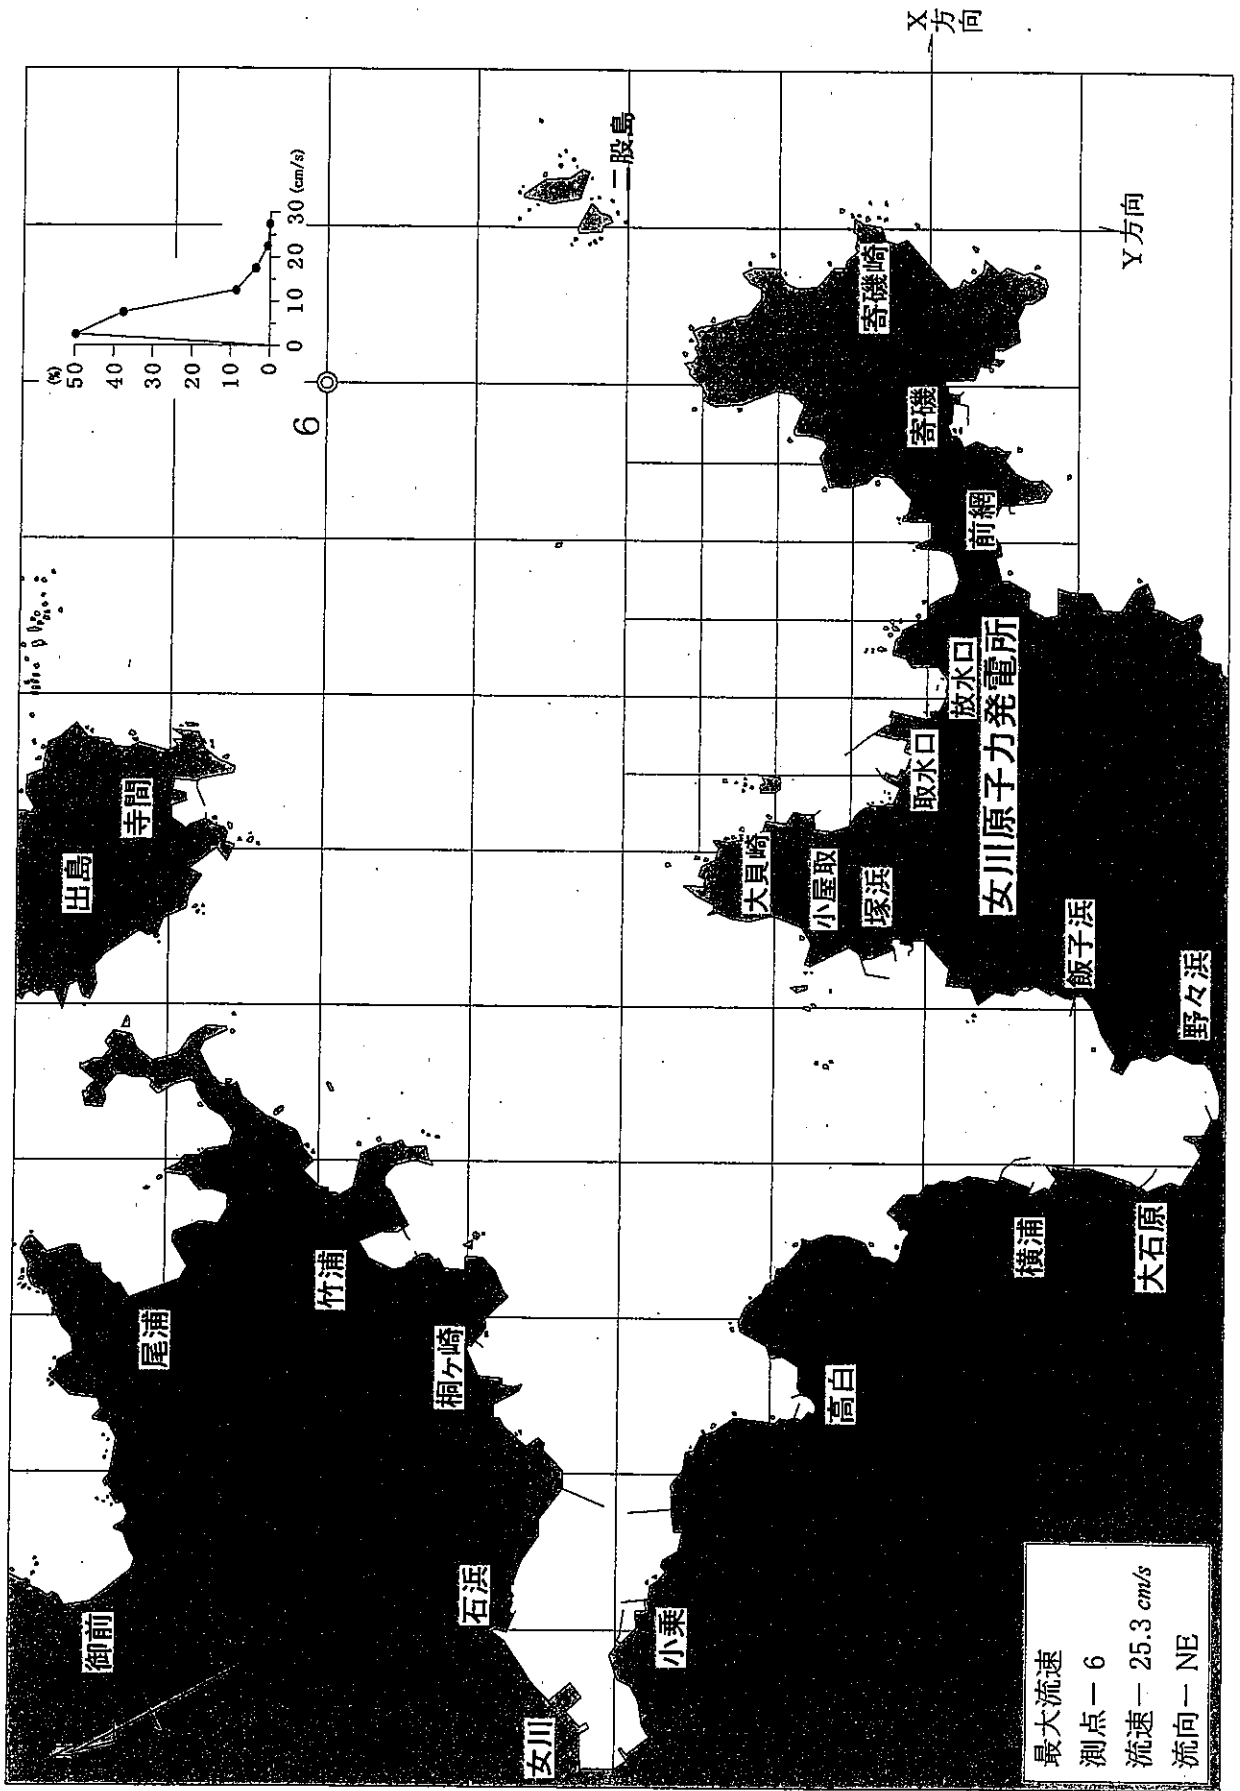 (%)
50
40
30
20
10
0
0 10 20 30 (cm/s)
6
二股島
出島
寺間
尾浦
御前
竹浦
桐ヶ崎
石浜
女川
小乗
高白
横浦
大石原
野々浜
飯子浜
塚浜
小屋取
大貝崎
取水口
放水口
女川原子力発電所
前網
寄磯
寄磯崎
X
方向
Y方向
最大流速
測点－6
流速－25.3 cm/s
流向－NE